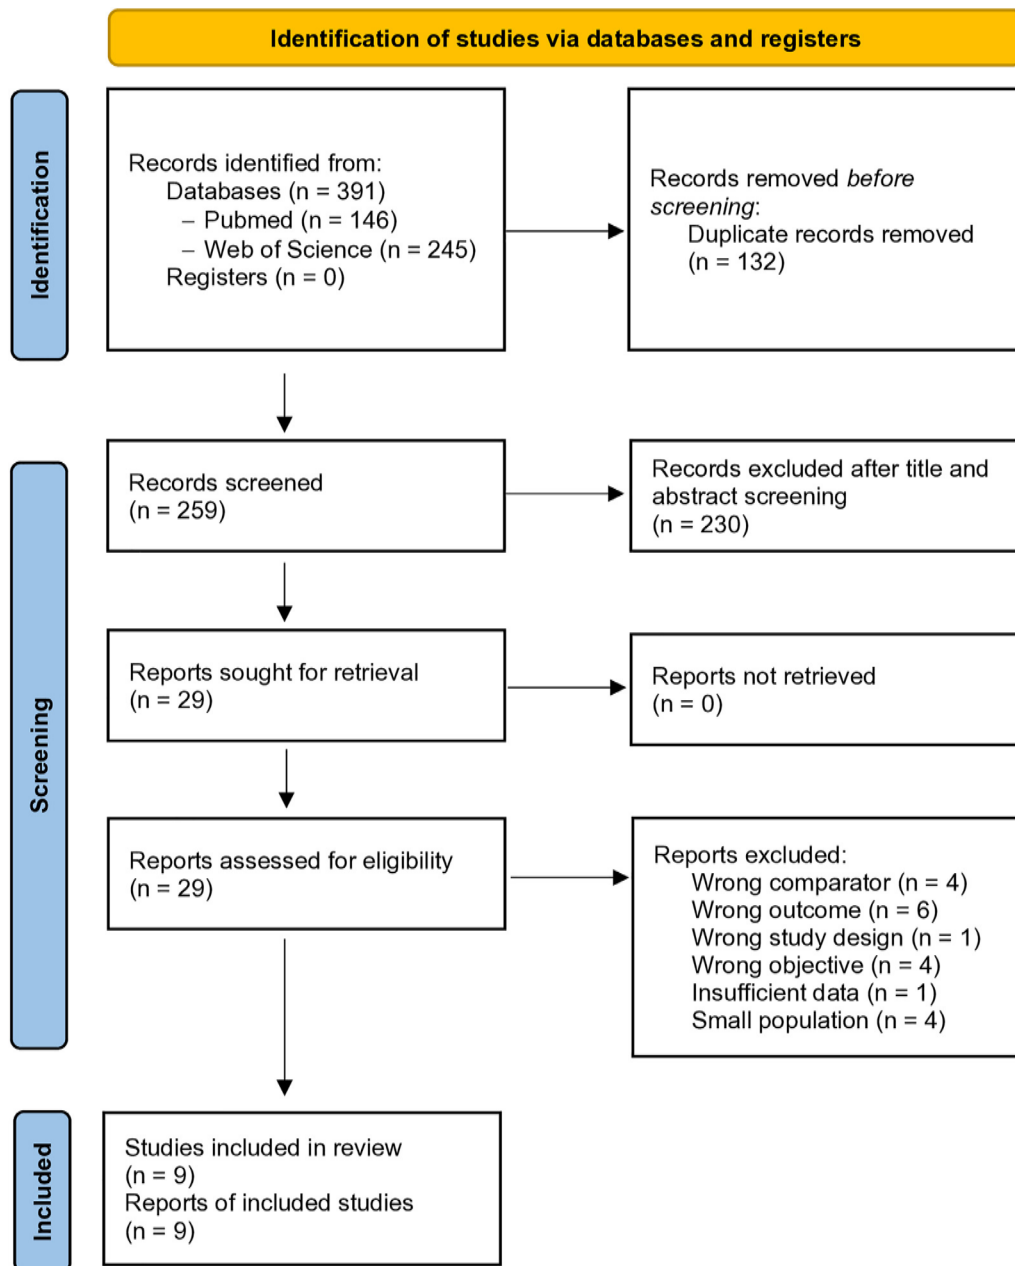 Identification of studies via databases and registers
Identification
Records identified from:
Databases (n = 391)
– Pubmed (n = 146)
– Web of Science (n = 245)
Registers (n = 0)
Records removed before
screening:
Duplicate records removed
(n = 132)
Screening
Records screened
(n = 259)
Records excluded after title and
abstract screening
(n = 230)
Reports sought for retrieval
(n = 29)
Reports not retrieved
(n = 0)
Reports assessed for eligibility
(n = 29)
Reports excluded:
Wrong comparator (n = 4)
Wrong outcome (n = 6)
Wrong study design (n = 1)
Wrong objective (n = 4)
Insufficient data (n = 1)
Small population (n = 4)
Included
Studies included in review
(n = 9)
Reports of included studies
(n = 9)